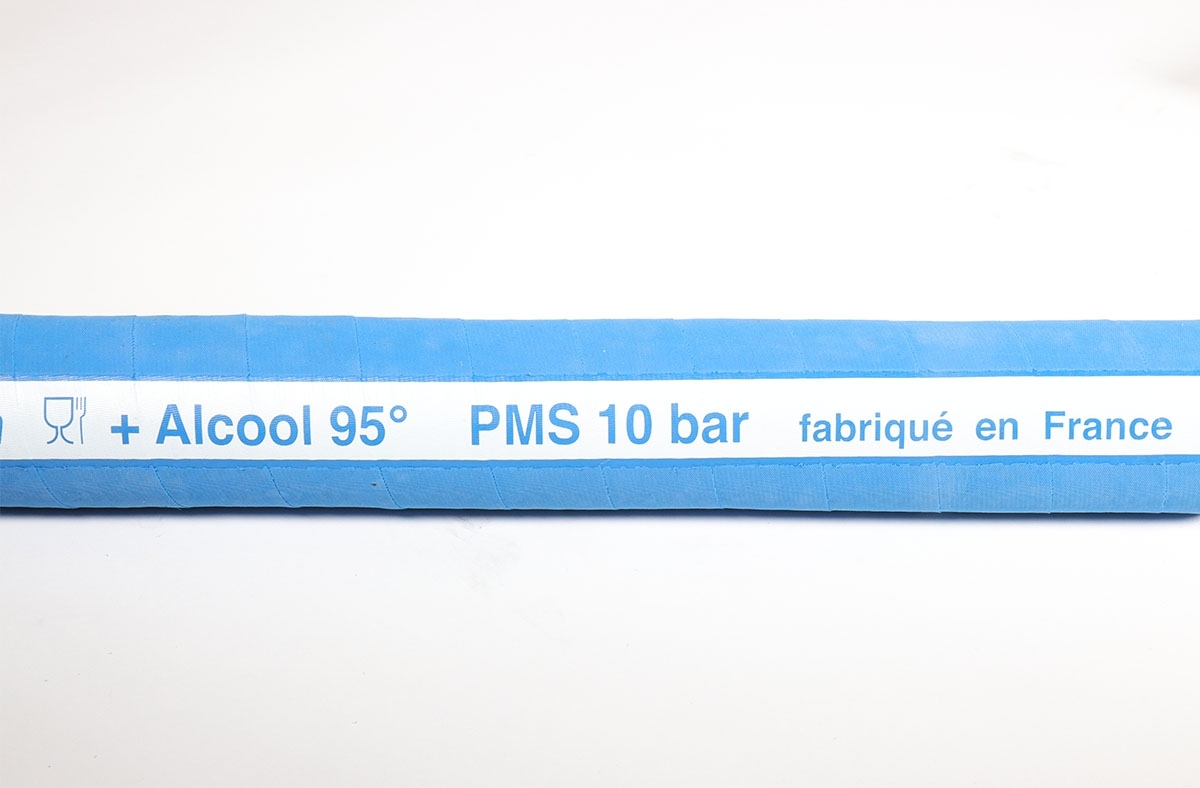 + Alcool 95° PMS 10 bar fabriqué en France